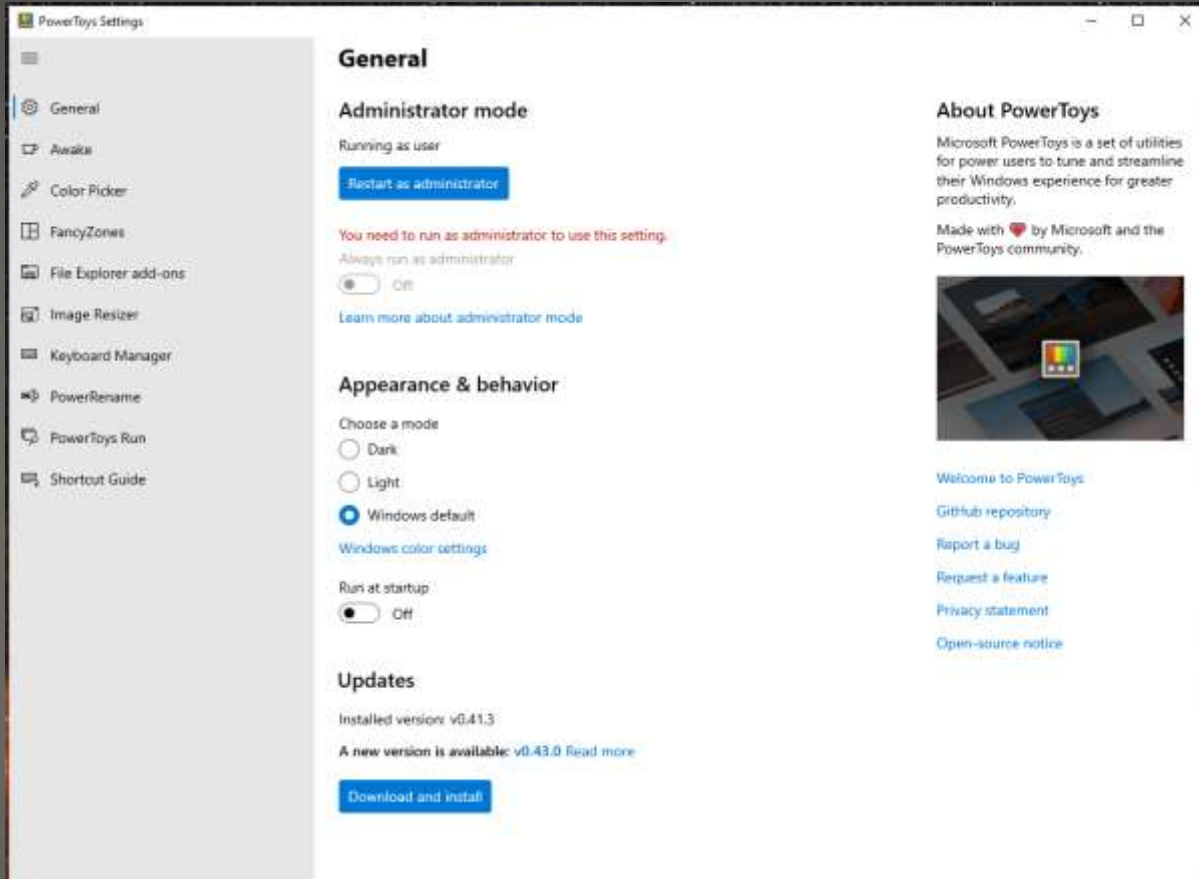 PowerToys Settings
General
Awake
Color Picker
FancyZones
File Explorer add-ons
Image Resizer
Keyboard Manager
PowerRename
PowerToys Run
Shortcut Guide
General
Administrator mode
Running as user
Restart as administrator
You need to run as administrator to use this setting.
Always run as administrator
Off
Learn more about administrator mode
Appearance & behavior
Choose a mode
Dark
Light
Windows default
Windows color settings
Run at startup
Off
Updates
Installed version: v0.41.3
A new version is available: v0.43.0 Read more
Download and install
About PowerToys
Microsoft PowerToys is a set of utilities
for power users to tune and streamline
their Windows experience for greater
productivity.
Made with ❤ by Microsoft and the
PowerToys community.
Welcome to PowerToys
GitHub repository
Report a bug
Request a feature
Privacy statement
Open-source notice